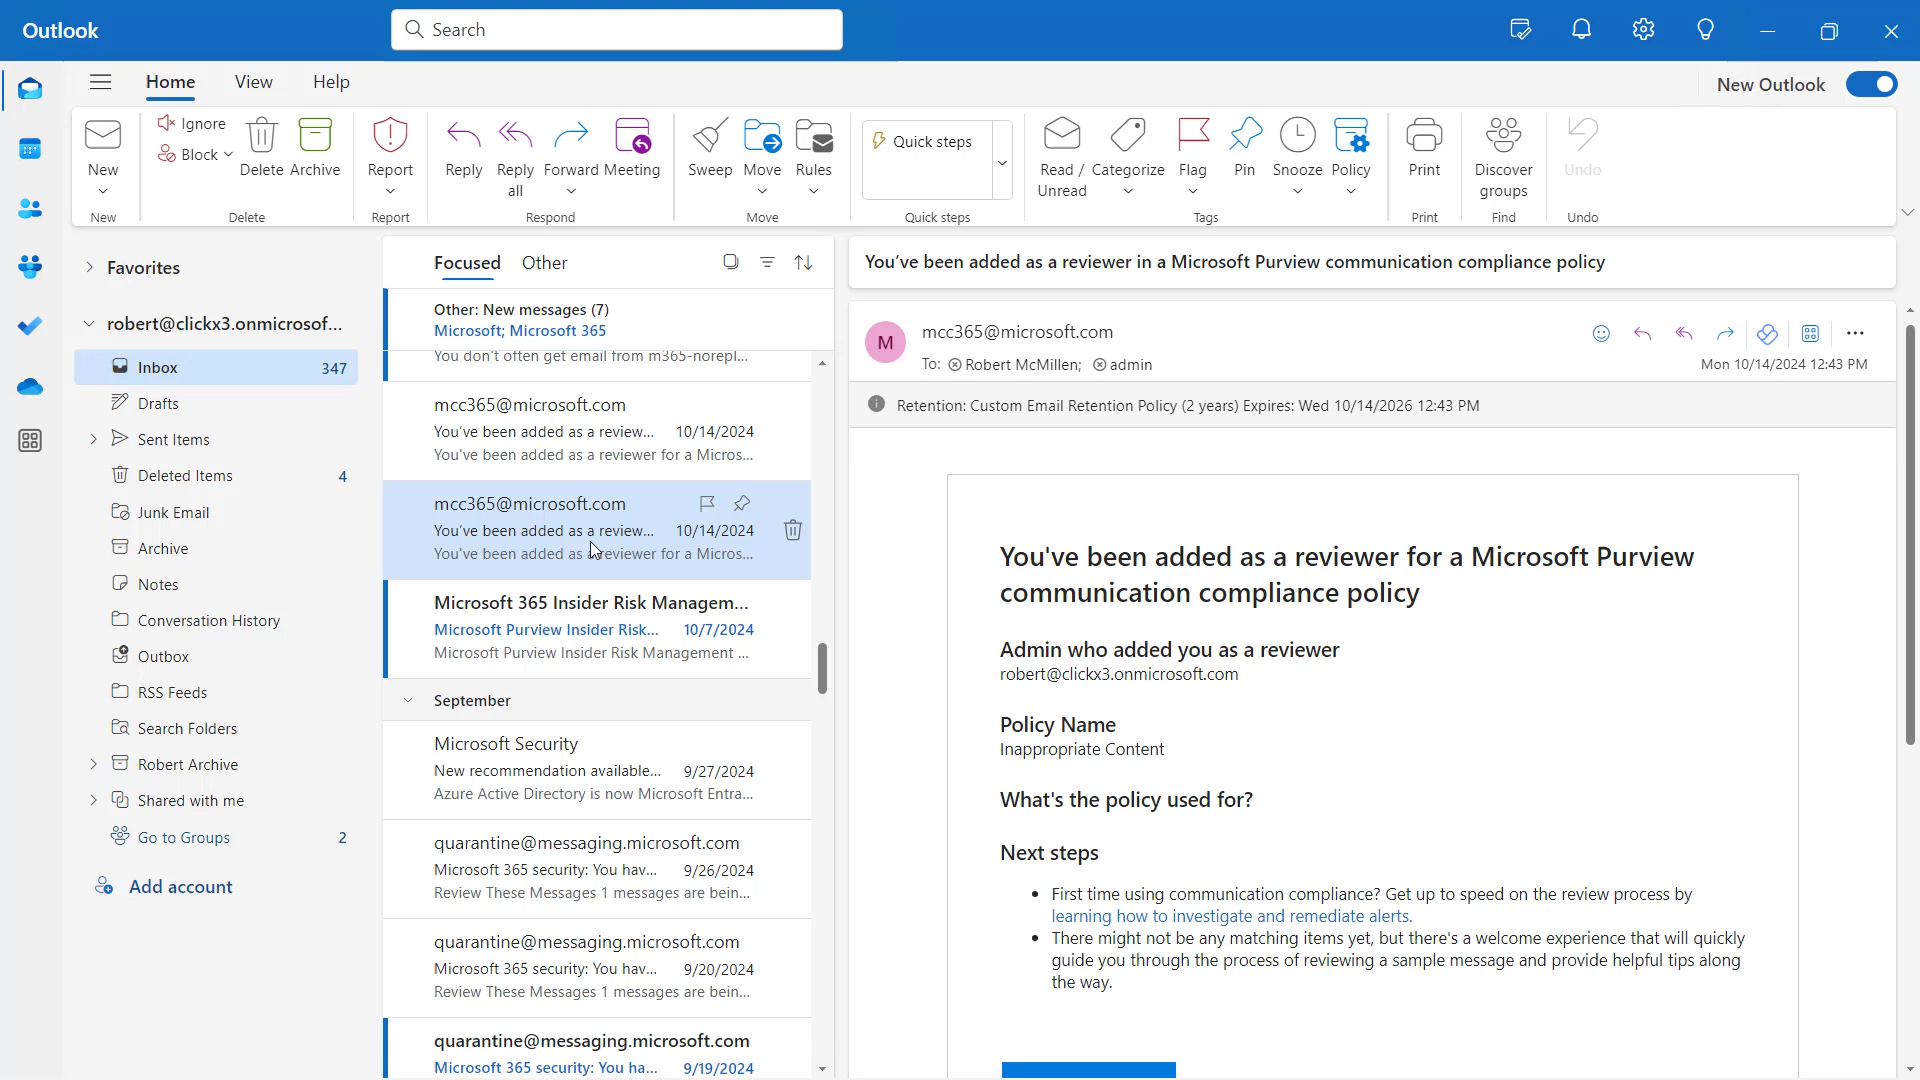 Outlook
Search
Home
View
Help
New Outlook
New
Ignore
Block
Delete
Archive
Report
Reply
Reply all
Forward
Meeting
Sweep
Move
Rules
Quick steps
Read / Unread
Categorize
Flag
Pin
Snooze
Policy
Print
Discover groups
Undo
New
Delete
Report
Respond
Move
Quick steps
Tags
Print
Find
Undo
Favorites
robert@clickx3.onmicrosof...
Inbox 347
Drafts
Sent Items
Deleted Items 4
Junk Email
Archive
Notes
Conversation History
Outbox
RSS Feeds
Search Folders
Robert Archive
Shared with me
Go to Groups 2
Add account
Focused Other
Other: New messages (7)
Microsoft; Microsoft 365
You don't often get email from m365-norepl...
mcc365@microsoft.com
You've been added as a review... 10/14/2024
You've been added as a reviewer for a Micros...
mcc365@microsoft.com
You've been added as a review... 10/14/2024
You've been added as a reviewer for a Micros...
Microsoft 365 Insider Risk Managem...
Microsoft Purview Insider Risk... 10/7/2024
Microsoft Purview Insider Risk Management ...
September
Microsoft Security
New recommendation available... 9/27/2024
Azure Active Directory is now Microsoft Entra...
quarantine@messaging.microsoft.com
Microsoft 365 security: You hav... 9/26/2024
Review These Messages 1 messages are bein...
quarantine@messaging.microsoft.com
Microsoft 365 security: You hav... 9/20/2024
Review These Messages 1 messages are bein...
quarantine@messaging.microsoft.com
Microsoft 365 security: You ha... 9/19/2024
You've been added as a reviewer in a Microsoft Purview communication compliance policy
M
mcc365@microsoft.com
To: Robert McMillen; admin
Mon 10/14/2024 12:43 PM
Retention: Custom Email Retention Policy (2 years) Expires: Wed 10/14/2026 12:43 PM
You've been added as a reviewer for a Microsoft Purview
communication compliance policy
Admin who added you as a reviewer
robert@clickx3.onmicrosoft.com
Policy Name
Inappropriate Content
What's the policy used for?
Next steps
• First time using communication compliance? Get up to speed on the review process by
learning how to investigate and remediate alerts.
• There might not be any matching items yet, but there's a welcome experience that will quickly
guide you through the process of reviewing a sample message and provide helpful tips along
the way.